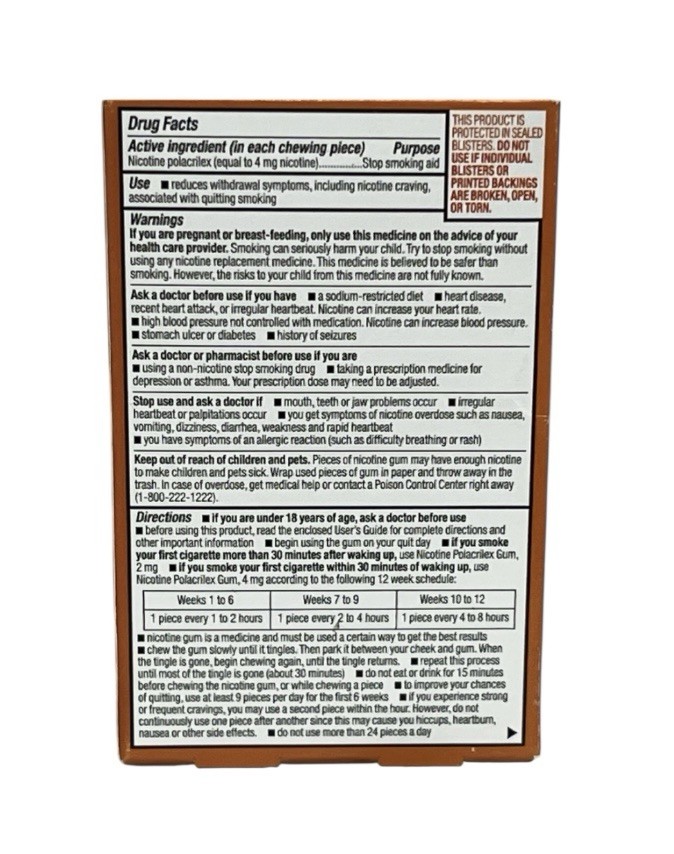 Drug Facts
Active ingredient (in each chewing piece) Purpose
Nicotine polacrilex (equal to 4 mg nicotine)..............Stop smoking aid
THIS PRODUCT IS
PROTECTED IN SEALED
BLISTERS. DO NOT
USE IF INDIVIDUAL
BLISTERS OR
PRINTED BACKINGS
ARE BROKEN, OPEN,
OR TORN.
Use ■ reduces withdrawal symptoms, including nicotine craving,
associated with quitting smoking
Warnings
If you are pregnant or breast-feeding, only use this medicine on the advice of your
health care provider. Smoking can seriously harm your child. Try to stop smoking without
using any nicotine replacement medicine. This medicine is believed to be safer than
smoking. However, the risks to your child from this medicine are not fully known.
Ask a doctor before use if you have ■ a sodium-restricted diet ■ heart disease,
recent heart attack, or irregular heartbeat. Nicotine can increase your heart rate.
■ high blood pressure not controlled with medication. Nicotine can increase blood pressure.
■ stomach ulcer or diabetes ■ history of seizures
Ask a doctor or pharmacist before use if you are
■ using a non-nicotine stop smoking drug ■ taking a prescription medicine for
depression or asthma. Your prescription dose may need to be adjusted.
Stop use and ask a doctor if ■ mouth, teeth or jaw problems occur ■ irregular
heartbeat or palpitations occur ■ you get symptoms of nicotine overdose such as nausea,
vomiting, dizziness, diarrhea, weakness and rapid heartbeat
■ you have symptoms of an allergic reaction (such as difficulty breathing or rash)
Keep out of reach of children and pets. Pieces of nicotine gum may have enough nicotine
to make children and pets sick. Wrap used pieces of gum in paper and throw away in the
trash. In case of overdose, get medical help or contact a Poison Control Center right away
(1-800-222-1222).
Directions ■ if you are under 18 years of age, ask a doctor before use
■ before using this product, read the enclosed User's Guide for complete directions and
other important information ■ begin using the gum on your quit day ■ if you smoke
your first cigarette more than 30 minutes after waking up, use Nicotine Polacrilex Gum,
2 mg ■ if you smoke your first cigarette within 30 minutes of waking up, use
Nicotine Polacrilex Gum, 4 mg according to the following 12 week schedule:
Weeks 1 to 6 Weeks 7 to 9 Weeks 10 to 12
1 piece every 1 to 2 hours 1 piece every 2 to 4 hours 1 piece every 4 to 8 hours
■ nicotine gum is a medicine and must be used a certain way to get the best results
■ chew the gum slowly until it tingles. Then park it between your cheek and gum. When
the tingle is gone, begin chewing again, until the tingle returns. ■ repeat this process
until most of the tingle is gone (about 30 minutes) ■ do not eat or drink for 15 minutes
before chewing the nicotine gum, or while chewing a piece ■ to improve your chances
of quitting, use at least 9 pieces per day for the first 6 weeks ■ if you experience strong
or frequent cravings, you may use a second piece within the hour. However, do not
continuously use one piece after another since this may cause you hiccups, heartburn,
nausea or other side effects. ■ do not use more than 24 pieces a day